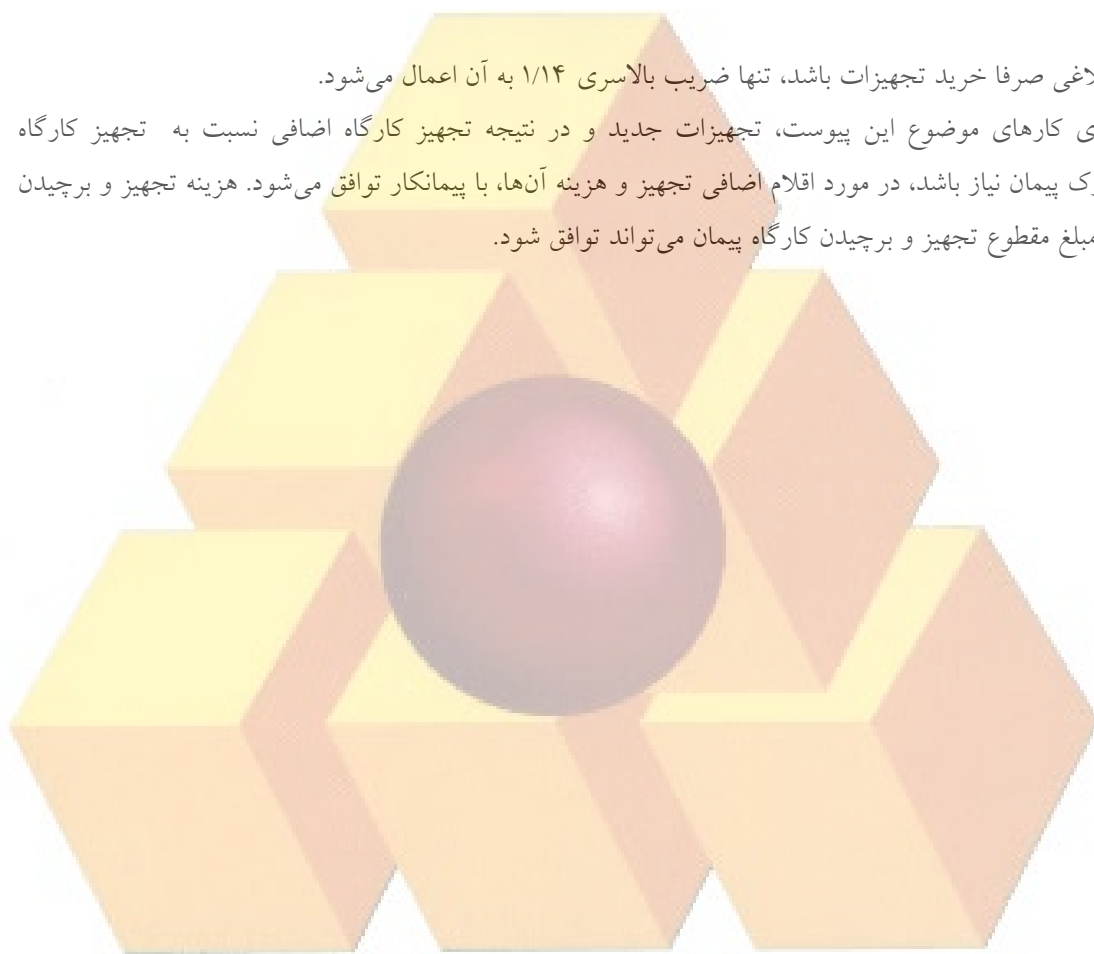 صرفا خرید تجهیزات باشد، تنها ضریب بالاسری ۱/۱۴ به آن اعمال می‌شود.
کارهای موضوع این پیوست، تجهیزات جدید و در نتیجه تجهیز کارگاه اضافی نسبت به تجهیز کارگاه
پیمان نیاز باشد، در مورد اقلام اضافی تجهیز و هزینه آن‌ها، با پیمانکار توافق می‌شود. هزینه تجهیز و برچیدن
مبلغ مقطوع تجهیز و برچیدن کارگاه پیمان می‌تواند توافق شود.